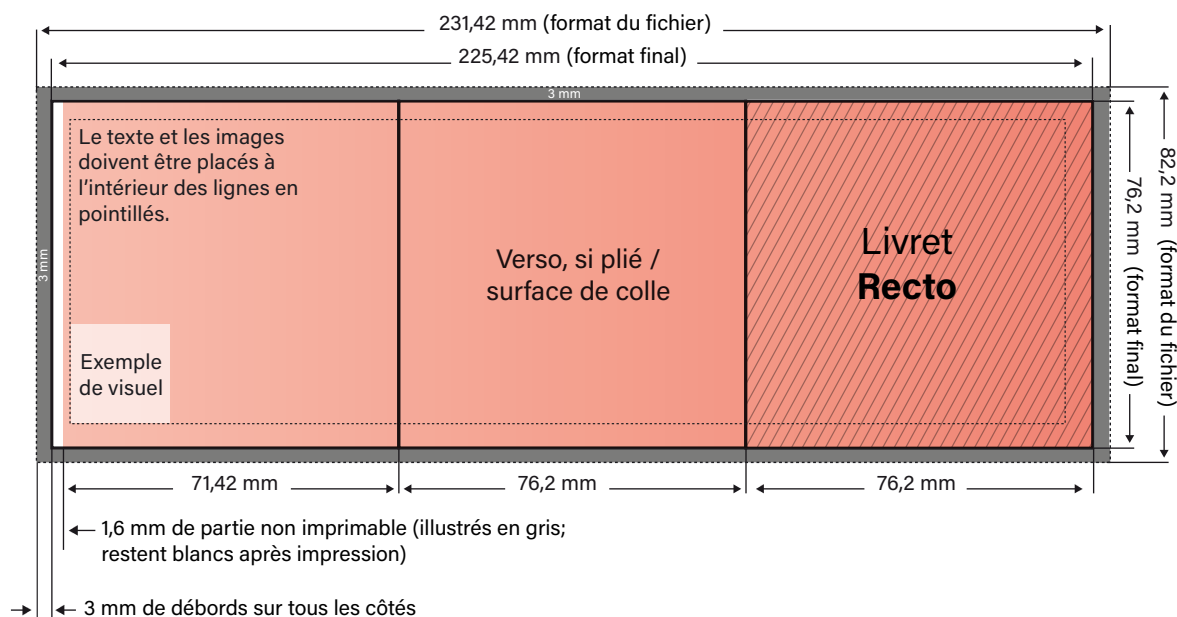 231,42 mm (format du fichier)
225,42 mm (format final)
3 mm
Le texte et les images
doivent être placés à
l'intérieur des lignes en
pointillés.
3 mm
Verso, si plié /
surface de colle
Livret
Recto
Exemple
de visuel
76,2 mm (format final)
82,2 mm (format du fichier)
71,42 mm
76,2 mm
76,2 mm
1,6 mm de partie non imprimable (illustrés en gris;
restent blancs après impression)
3 mm de débords sur tous les côtés